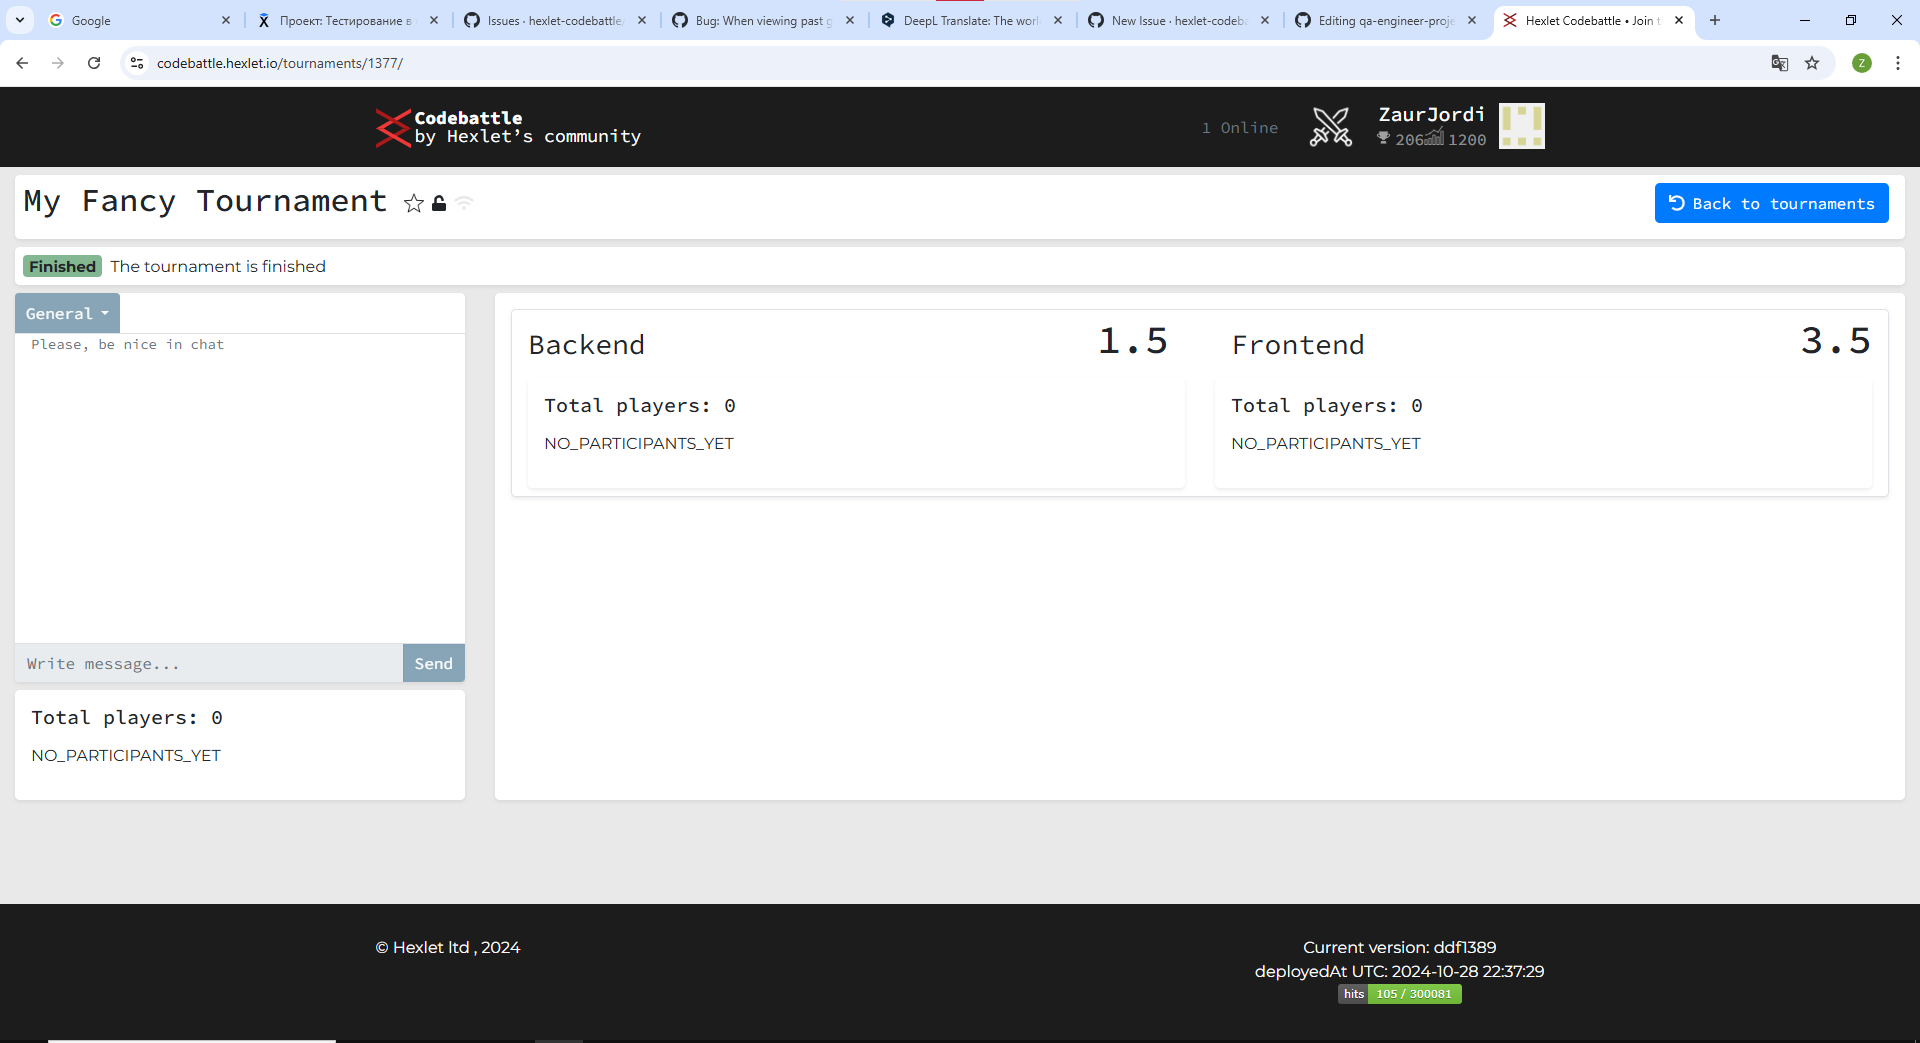 Google
Проект: Тестирование в
Issues · hexlet-codebattle/
Bug: When viewing past g
DeepL Translate: The worl
New Issue · hexlet-codeba
Editing qa-engineer-proje
Hexlet Codebattle • Join t
codebattle.hexlet.io/tournaments/1377/
Z
Codebattle
by Hexlet’s community
1 Online
ZaurJordi
206
1200
My Fancy Tournament
Back to tournaments
Finished
The tournament is finished
General
Please, be nice in chat
Write message...
Send
Total players: 0
NO_PARTICIPANTS_YET
Backend
1.5
Total players: 0
NO_PARTICIPANTS_YET
Frontend
3.5
Total players: 0
NO_PARTICIPANTS_YET
© Hexlet ltd , 2024
Current version: ddf1389
deployedAt UTC: 2024-10-28 22:37:29
hits 105 / 300081